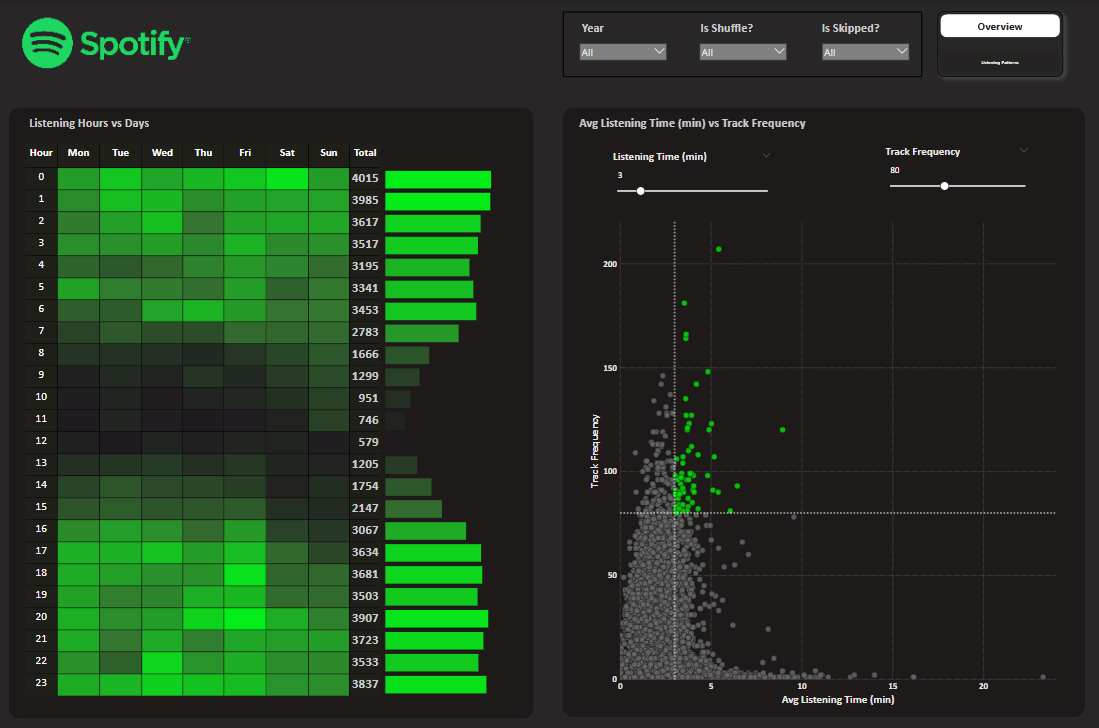 Spotify®
Year Is Shuffle? Is Skipped?
All All All
Overview
Listening Patterns
Listening Hours vs Days
Hour Mon Tue Wed Thu Fri Sat Sun Total
0 4015
1 3985
2 3617
3 3517
4 3195
5 3341
6 3453
7 2783
8 1666
9 1299
10 951
11 746
12 579
13 1205
14 1754
15 2147
16 3067
17 3634
18 3681
19 3503
20 3907
21 3723
22 3533
23 3837
Avg Listening Time (min) vs Track Frequency
Listening Time (min)
3
Track Frequency
80
Track Frequency
200
150
100
50
0
0 5 10 15 20
Avg Listening Time (min)